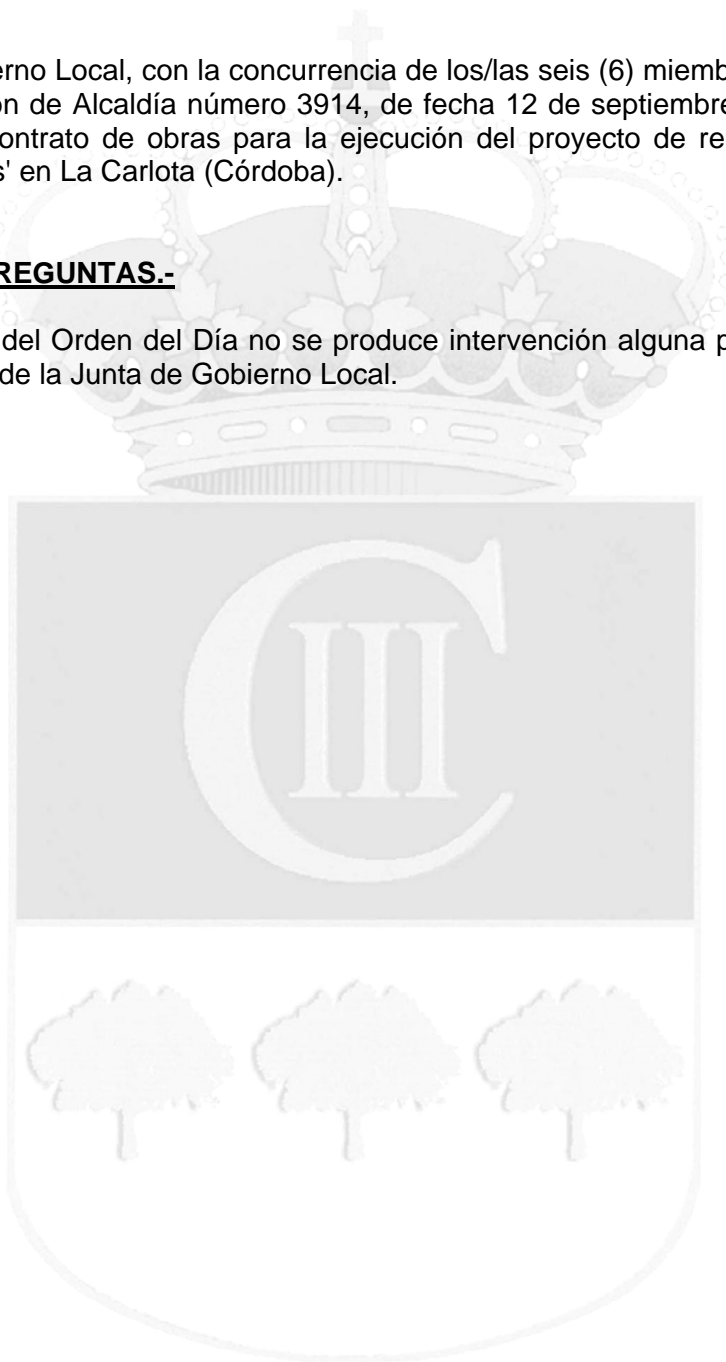 erno Local, con la concurrencia de los/las seis (6) miemb
ón de Alcaldía número 3914, de fecha 12 de septiembre
ontrato de obras para la ejecución del proyecto de re
s' en La Carlota (Córdoba).
REGUNTAS.-
del Orden del Día no se produce intervención alguna p
de la Junta de Gobierno Local.
CIII